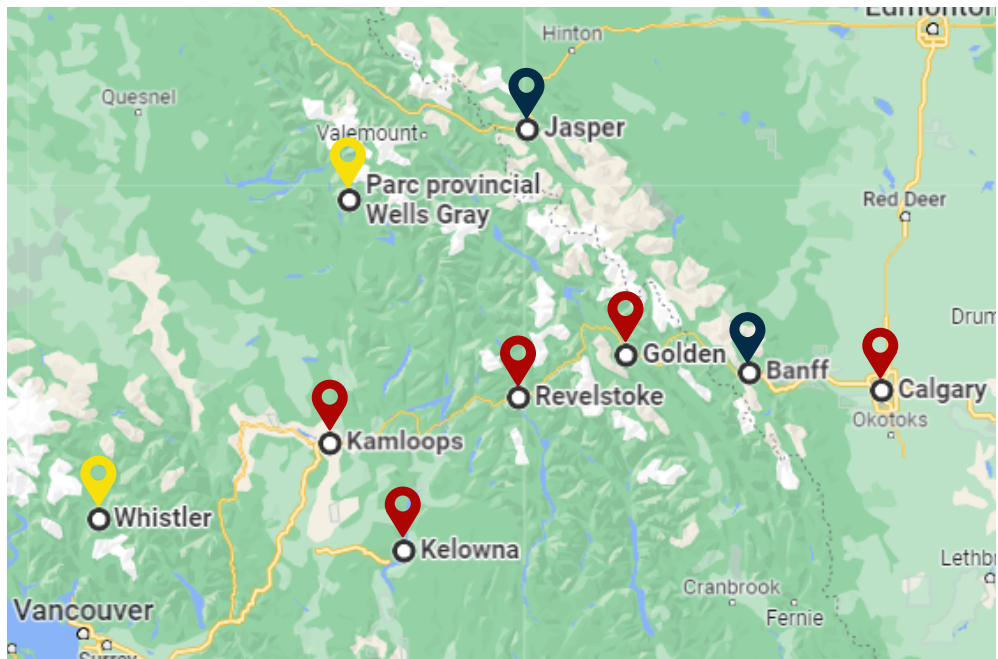 Edmonton
Hinton
Quesnel
Jasper
Valemount
Parc provincial
Wells Gray
Red Deer
Drum
Golden
Banff
Calgary
Revelstoke
Okotoks
Kamloops
Whistler
Kelowna
Lethbr
Cranbrook
Fernie
Vancouver
Surrey